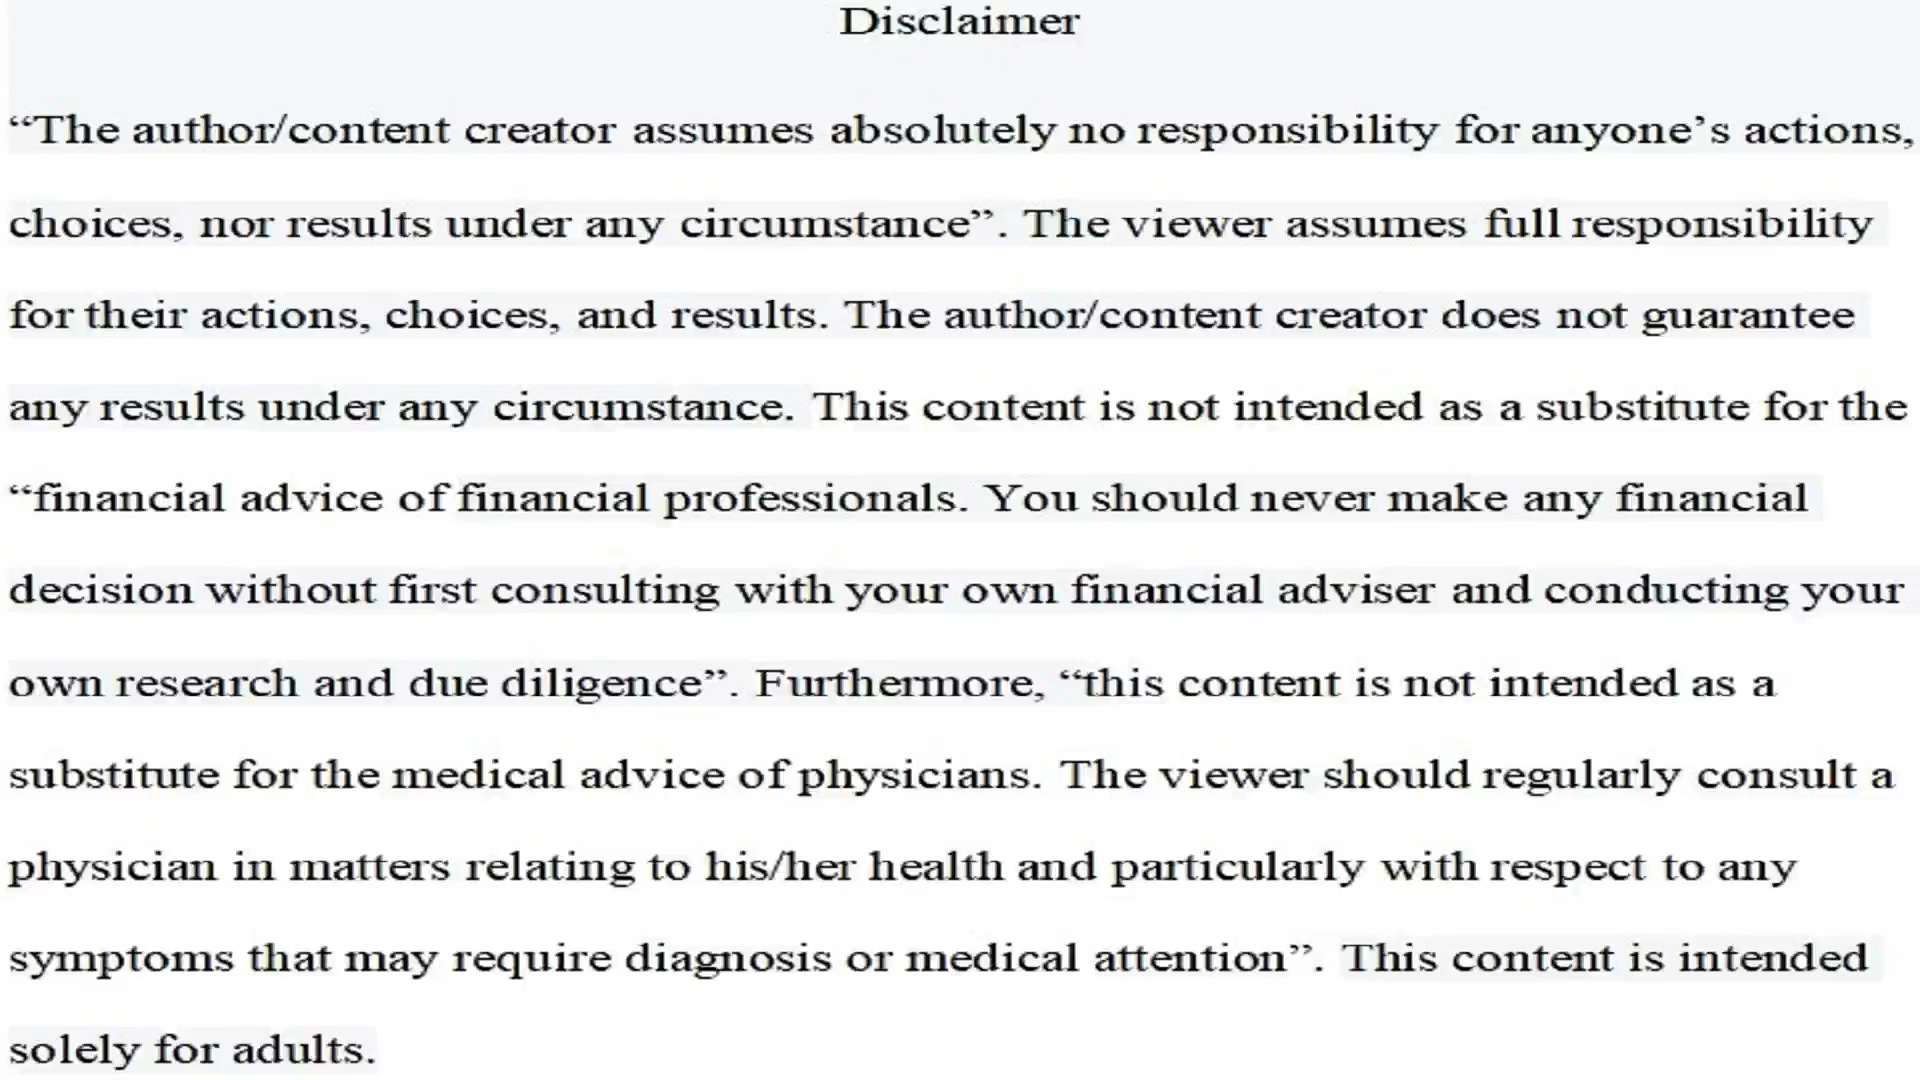 Disclaimer
“The author/content creator assumes absolutely no responsibility for anyone’s actions,
choices, nor results under any circumstance”. The viewer assumes full responsibility
for their actions, choices, and results. The author/content creator does not guarantee
any results under any circumstance. This content is not intended as a substitute for the
“financial advice of financial professionals. You should never make any financial
decision without first consulting with your own financial adviser and conducting your
own research and due diligence”. Furthermore, “this content is not intended as a
substitute for the medical advice of physicians. The viewer should regularly consult a
physician in matters relating to his/her health and particularly with respect to any
symptoms that may require diagnosis or medical attention”. This content is intended
solely for adults.